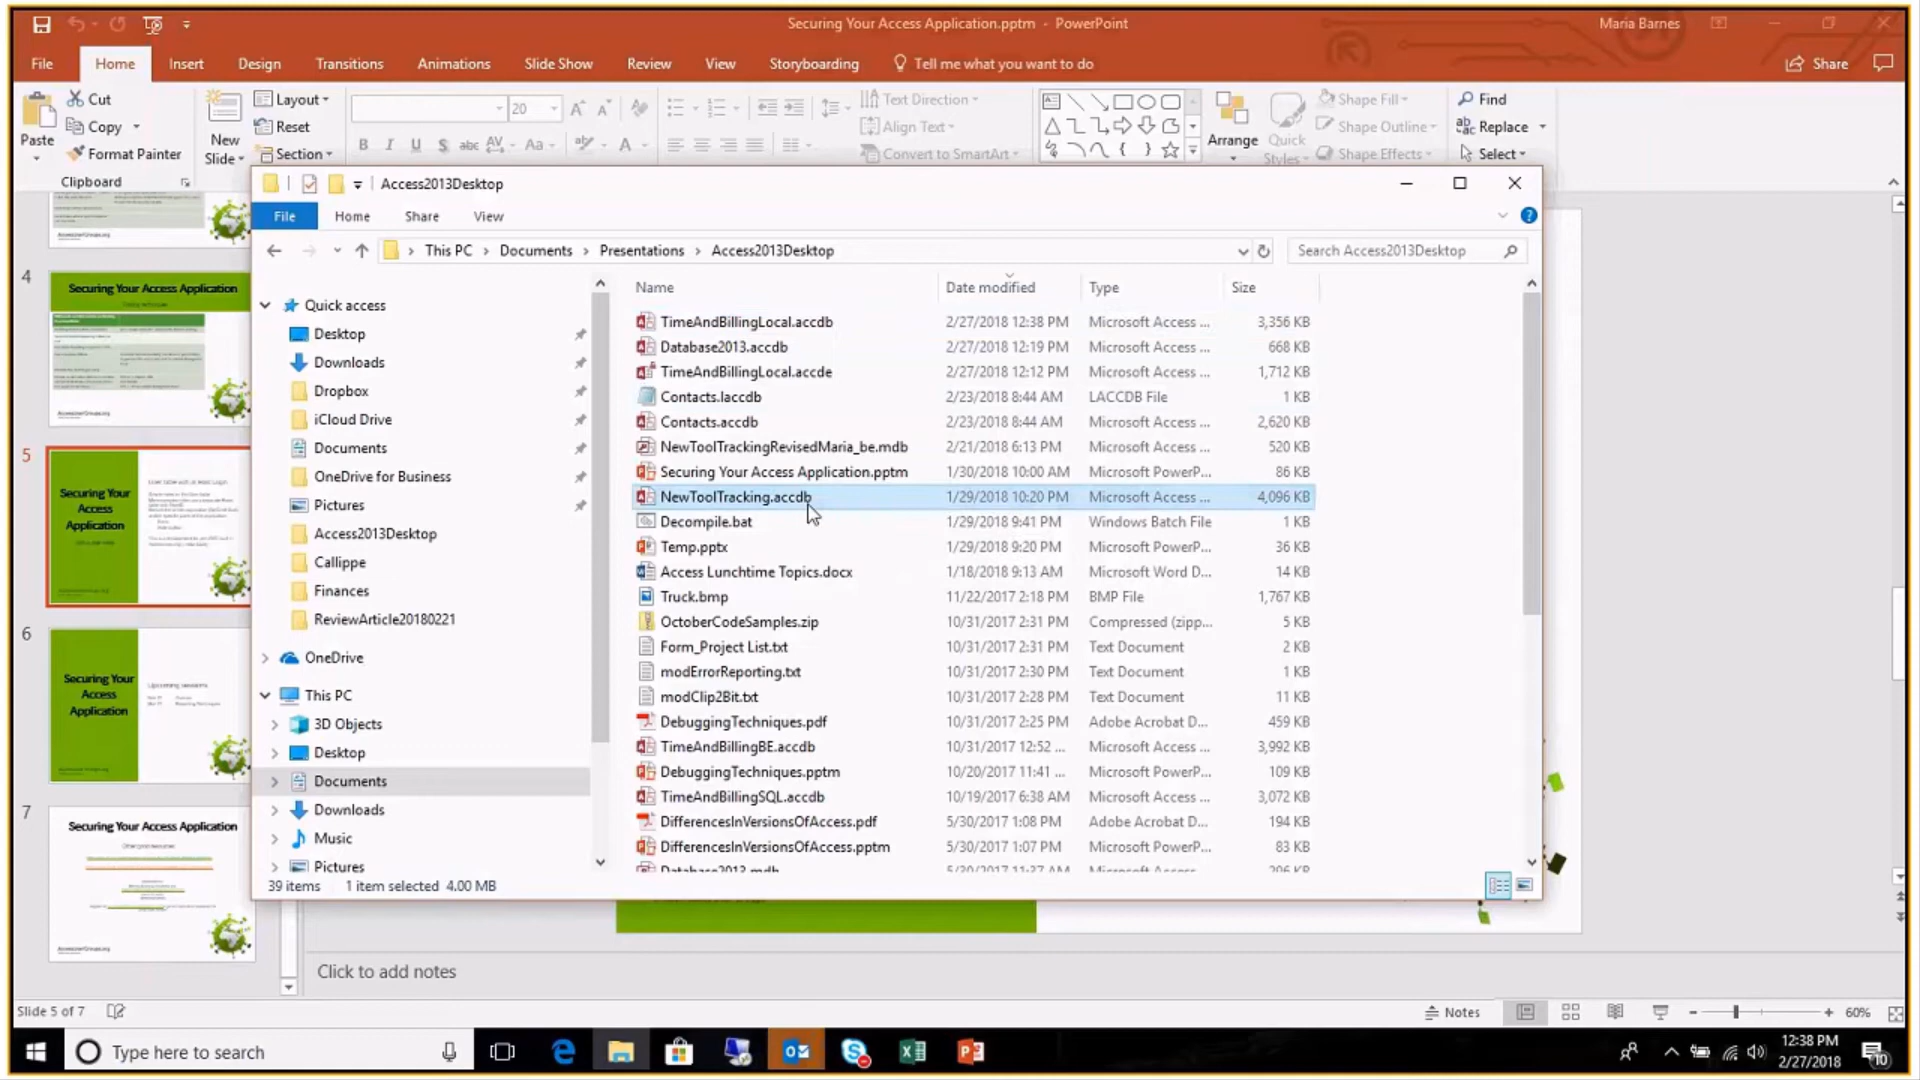 Securing Your Access Application.pptm - PowerPoint
Maria Barnes
File Home Insert Design Transitions Animations Slide Show Review View Storyboarding Tell me what you want to do Share
Cut
Copy
Format Painter
Paste
Clipboard
New
Slide
Layout
Reset
Section
20
Text Direction
Align Text
Convert to SmartArt
Arrange
Quick
Styles
Shape Fill
Shape Outline
Shape Effects
Find
Replace
Select
Access2013Desktop
File Home Share View
This PC > Documents > Presentations > Access2013Desktop
Search Access2013Desktop
Quick access
Desktop
Downloads
Dropbox
iCloud Drive
Documents
OneDrive for Business
Pictures
Access2013Desktop
Callippe
Finances
ReviewArticle20180221
OneDrive
This PC
3D Objects
Desktop
Documents
Downloads
Music
Pictures
Name Date modified Type Size
TimeAndBillingLocal.accdb 2/27/2018 12:38 PM Microsoft Access ... 3,356 KB
Database2013.accdb 2/27/2018 12:19 PM Microsoft Access ... 668 KB
TimeAndBillingLocal.accde 2/27/2018 12:12 PM Microsoft Access ... 1,712 KB
Contacts.laccdb 2/23/2018 8:44 AM LACCDB File 1 KB
Contacts.accdb 2/23/2018 8:44 AM Microsoft Access ... 2,620 KB
NewToolTrackingRevisedMaria_be.mdb 2/21/2018 6:13 PM Microsoft Access ... 520 KB
Securing Your Access Application.pptm 1/30/2018 10:00 AM Microsoft PowerP... 86 KB
NewToolTracking.accdb 1/29/2018 10:20 PM Microsoft Access ... 4,096 KB
Decompile.bat 1/29/2018 9:41 PM Windows Batch File 1 KB
Temp.pptx 1/29/2018 9:20 PM Microsoft PowerP... 36 KB
Access Lunchtime Topics.docx 1/18/2018 9:13 AM Microsoft Word D... 14 KB
Truck.bmp 11/22/2017 2:18 PM BMP File 1,767 KB
OctoberCodeSamples.zip 10/31/2017 2:31 PM Compressed (zipp... 5 KB
Form_Project List.txt 10/31/2017 2:31 PM Text Document 2 KB
modErrorReporting.txt 10/31/2017 2:30 PM Text Document 1 KB
modClip2Bit.txt 10/31/2017 2:28 PM Text Document 11 KB
DebuggingTechniques.pdf 10/31/2017 2:25 PM Adobe Acrobat D... 459 KB
TimeAndBillingBE.accdb 10/31/2017 12:52 ... Microsoft Access ... 3,992 KB
DebuggingTechniques.pptm 10/20/2017 11:41 ... Microsoft PowerP... 109 KB
TimeAndBillingSQL.accdb 10/19/2017 6:38 AM Microsoft Access ... 3,072 KB
DifferencesInVersionsOfAccess.pdf 5/30/2017 1:08 PM Adobe Acrobat D... 194 KB
DifferencesInVersionsOfAccess.pptm 5/30/2017 1:07 PM Microsoft PowerP... 83 KB
Database2013.mdb 5/20/2017 11:37 AM Microsoft Access ... 296 KB
39 items 1 item selected 4.00 MB
4
Securing Your Access Application
5
Securing Your
Access
Application
6
Securing Your
Access
Application
7
Securing Your Access Application
Click to add notes
Slide 5 of 7
Notes
60%
Type here to search
12:38 PM
2/27/2018
10